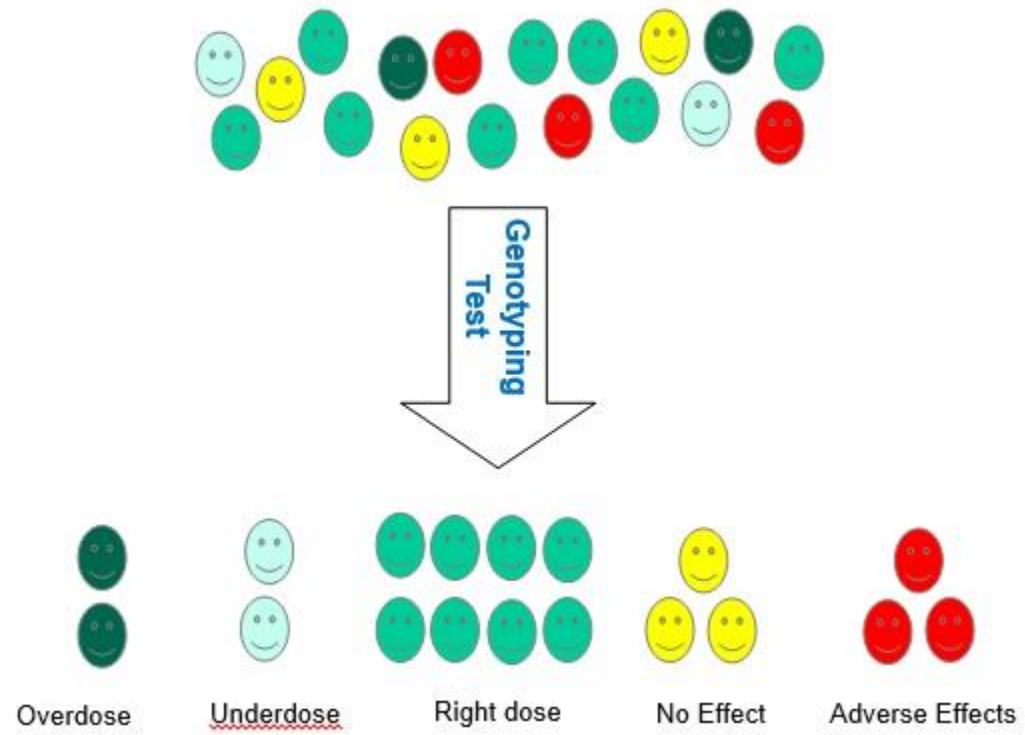 Genotyping
Test
Overdose
Underdose
Right dose
No Effect
Adverse Effects